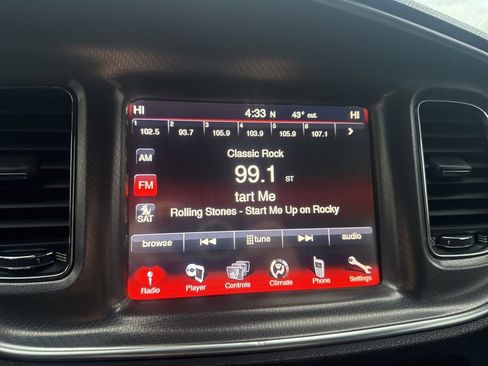 HI 4:33 N 43° out. HI
1 2 3 4 5 6
102.5 93.7 105.9 103.9 105.9 107.1
AM Classic Rock
FM 99.1 ST
tart Me
SAT Rolling Stones - Start Me Up on Rocky
browse tune audio
Radio Player Controls Climate Phone Settings